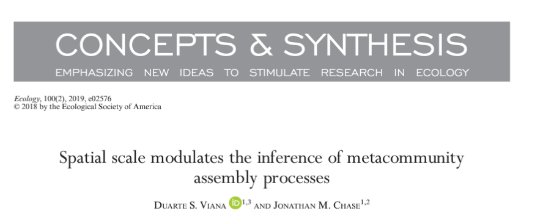 CONCEPTS & SYNTHESIS
EMPHASIZING NEW IDEAS TO STIMULATE RESEARCH IN ECOLOGY
Ecology, 100(2), 2019, e02576
© 2018 by the Ecological Society of America
Spatial scale modulates the inference of metacommunity
assembly processes
DUARTE S. VIANA iD 1,3 AND JONATHAN M. CHASE1,2